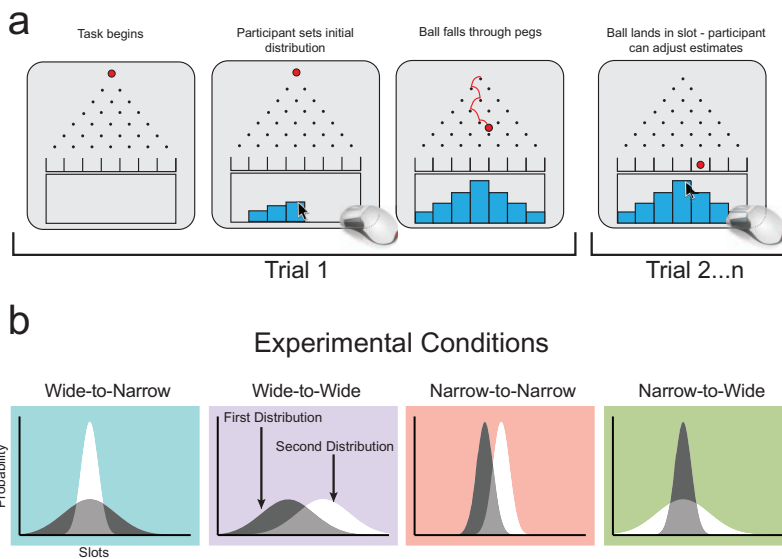 a
Task begins
Participant sets initial
distribution
Ball falls through pegs
Ball lands in slot - participant
can adjust estimates
Trial 1
Trial 2...n
b
Experimental Conditions
Wide-to-Narrow
Wide-to-Wide
Narrow-to-Narrow
Narrow-to-Wide
First Distribution
Second Distribution
Probability
Slots